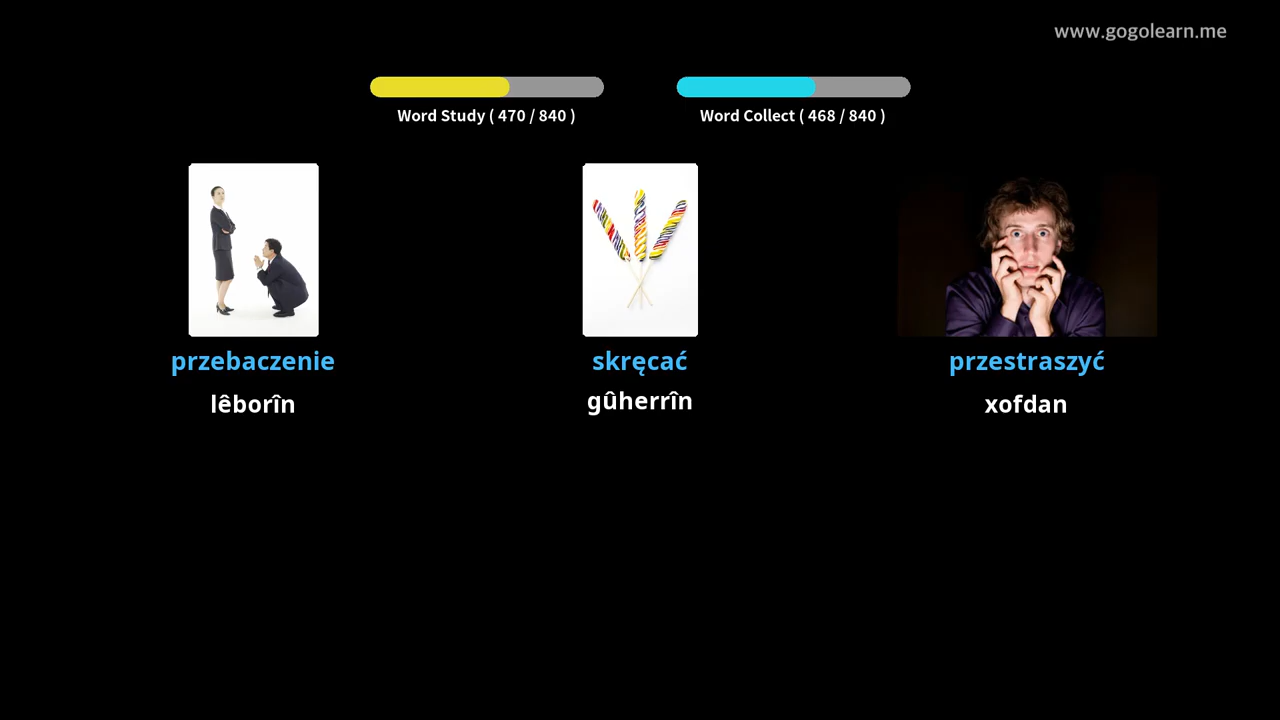 www.gogolearn.me
Word Study ( 470 / 840 )
Word Collect ( 468 / 840 )
przebaczenie
skręcać
przestraszyć
lêborîn
gûherrîn
xofdan